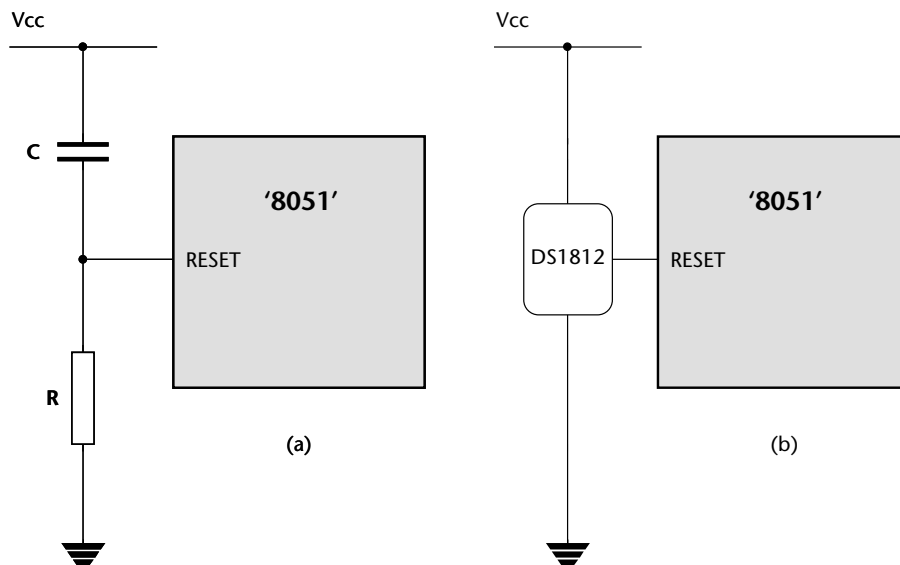 Vcc
C
'8051'
RESET
R
(a)
Vcc
'8051'
DS1812
RESET
(b)